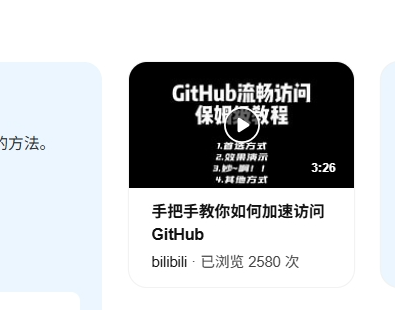 的方法。
GitHub流畅访问
保姆级教程
1.首选方式
2.效果演示
3.妙~啊！！
4.其他方式
3:26
手把手教你如何加速访问
GitHub
bilibili · 已浏览 2580 次